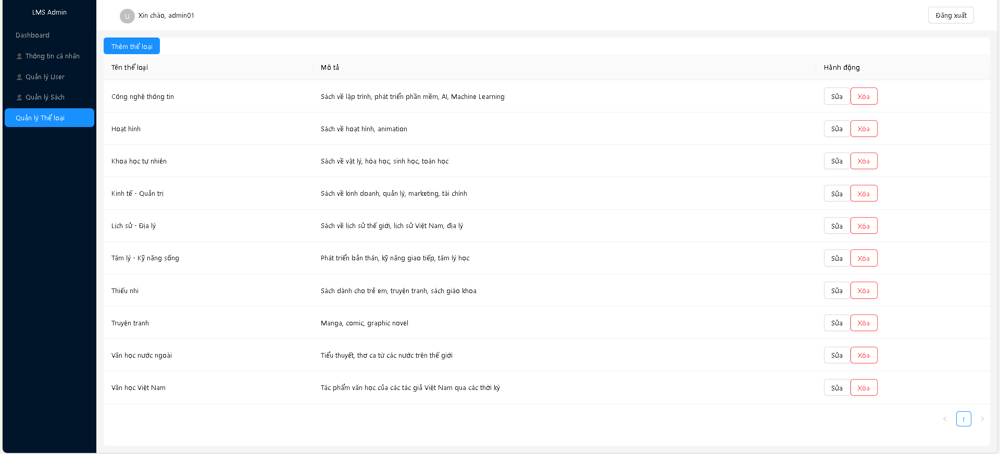 LMS Admin
Dashboard
Thông tin cá nhân
Quản lý User
Quản lý Sách
Quản lý Thể loại
U Xin chào, admin01
Đăng xuất
Thêm thể loại
Tên thể loại Mô tả Hành động
Công nghệ thông tin Sách về lập trình, phát triển phần mềm, AI, Machine Learning Sửa Xóa
Hoạt hình Sách về hoạt hình, animation Sửa Xóa
Khoa học tự nhiên Sách về vật lý, hóa học, sinh học, toán học Sửa Xóa
Kinh tế - Quản trị Sách về kinh doanh, quản lý, marketing, tài chính Sửa Xóa
Lịch sử - Địa lý Sách về lịch sử thế giới, lịch sử Việt Nam, địa lý Sửa Xóa
Tâm lý - Kỹ năng sống Phát triển bản thân, kỹ năng giao tiếp, tâm lý học Sửa Xóa
Thiếu nhi Sách dành cho trẻ em, truyện tranh, sách giáo khoa Sửa Xóa
Truyện tranh Manga, comic, graphic novel Sửa Xóa
Văn học nước ngoài Tiểu thuyết, thơ ca từ các nước trên thế giới Sửa Xóa
Văn học Việt Nam Tác phẩm văn học của các tác giả Việt Nam qua các thời kỳ Sửa Xóa
< 1 >